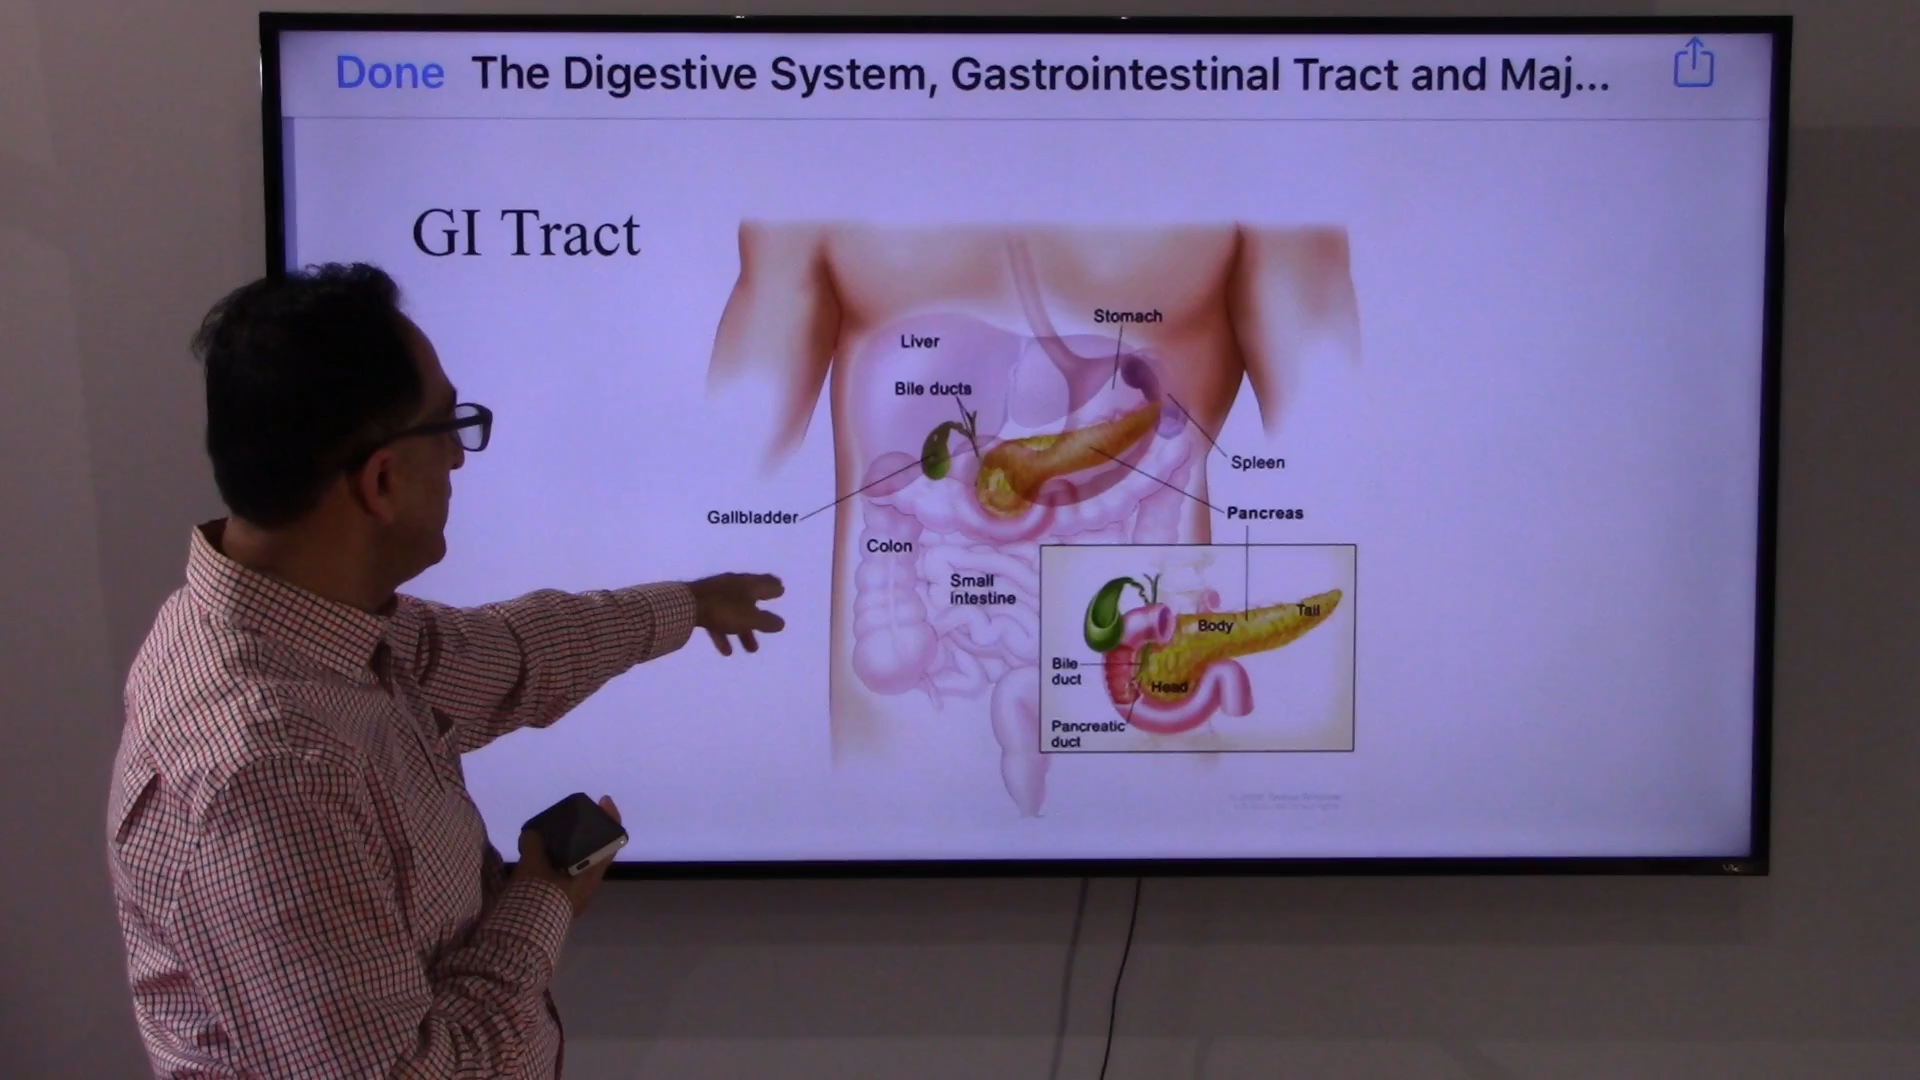 Done The Digestive System, Gastrointestinal Tract and Maj...
GI Tract
Stomach
Liver
Bile ducts
Spleen
Gallbladder
Pancreas
Colon
Small
intestine
Tail
Body
Bile
duct
Head
Pancreatic
duct